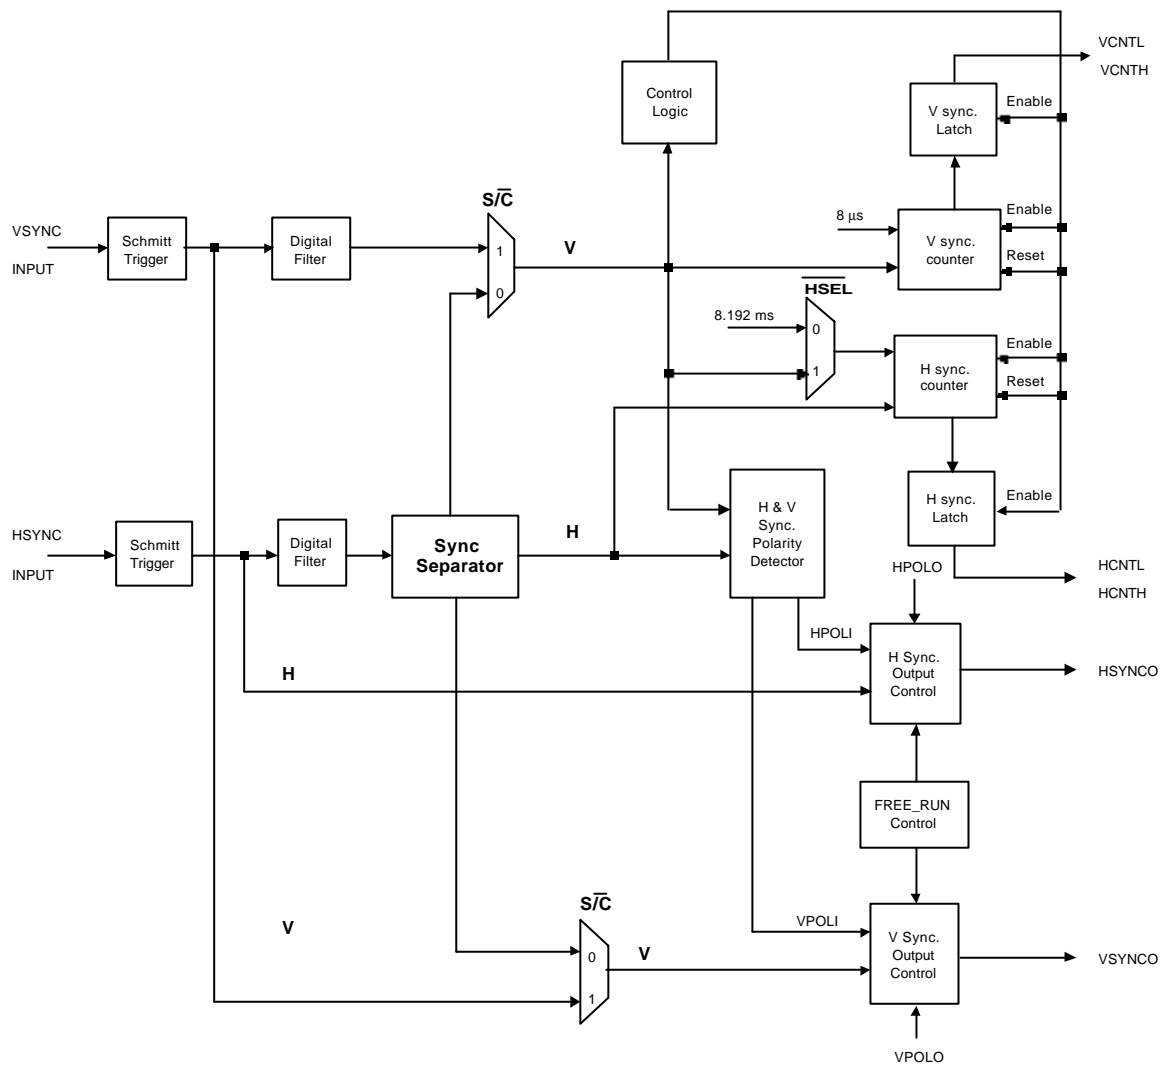 VCNTL
VCNTH
Control
Logic
V sync.
Latch
Enable
S/C̅
VSYNC
INPUT
Schmitt
Trigger
Digital
Filter
1
0
V
8 µs
V sync.
counter
Enable
Reset
H̅S̅E̅L̅
8.192 ms
0
1
H sync.
counter
Enable
Reset
H sync.
Latch
Enable
HSYNC
INPUT
Schmitt
Trigger
Digital
Filter
Sync
Separator
H
H & V
Sync.
Polarity
Detector
HCNTL
HCNTH
HPOLO
HPOLI
H Sync.
Output
Control
HSYNCO
H
FREE_RUN
Control
S/C̅
V
0
1
V
VPOLI
V Sync.
Output
Control
VSYNCO
VPOLO